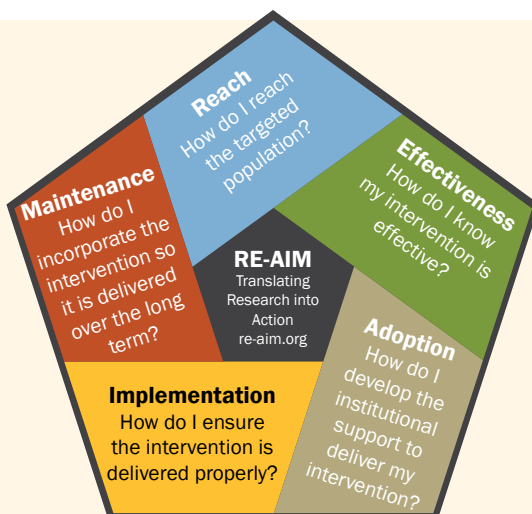 Reach
How do I reach
the targeted
population?
Effectiveness
How do I know
my intervention is
effective?
Maintenance
How do I
incorporate the
intervention so
it is delivered
over the long
term?
RE-AIM
Translating
Research into
Action
re-aim.org
Adoption
How do I
develop the
institutional
support to
deliver my
intervention?
Implementation
How do I ensure
the intervention is
delivered properly?